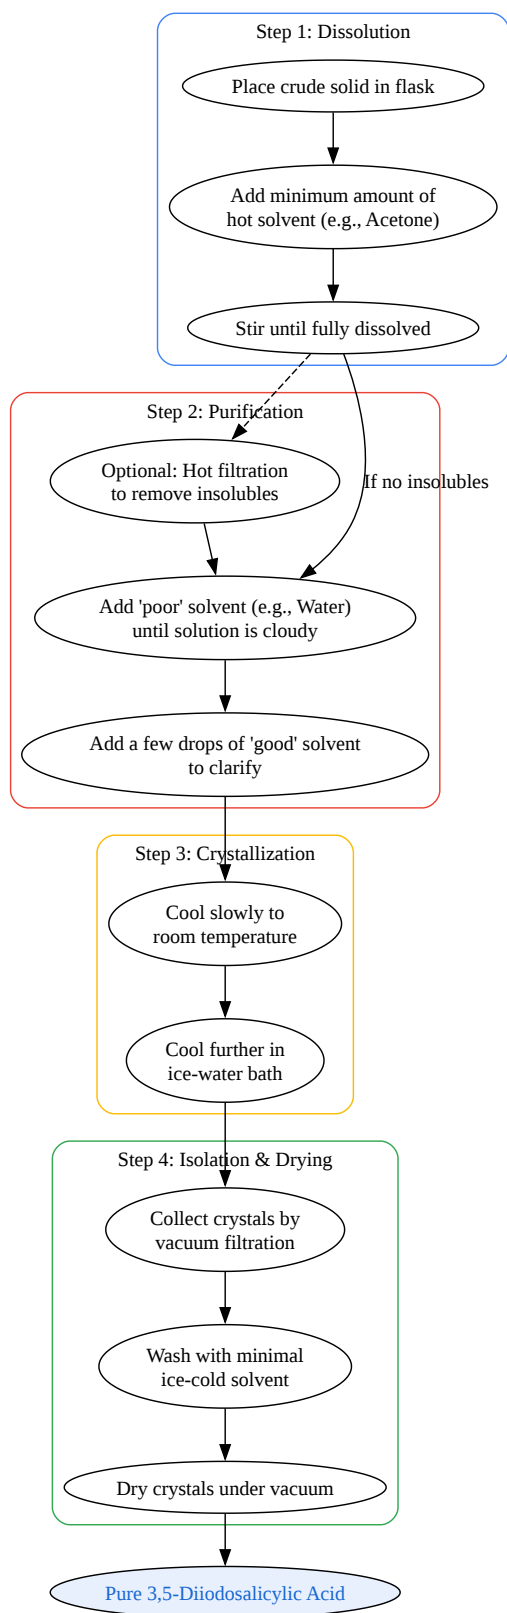 Step 1: Dissolution
Place crude solid in flask
Add minimum amount of
hot solvent (e.g., Acetone)
Stir until fully dissolved
Step 2: Purification
Optional: Hot filtration
to remove insolubles
If no insolubles
Add 'poor' solvent (e.g., Water)
until solution is cloudy
Add a few drops of 'good' solvent
to clarify
Step 3: Crystallization
Cool slowly to
room temperature
Cool further in
ice-water bath
Step 4: Isolation & Drying
Collect crystals by
vacuum filtration
Wash with minimal
ice-cold solvent
Dry crystals under vacuum
Pure 3,5-Diiodosalicylic Acid